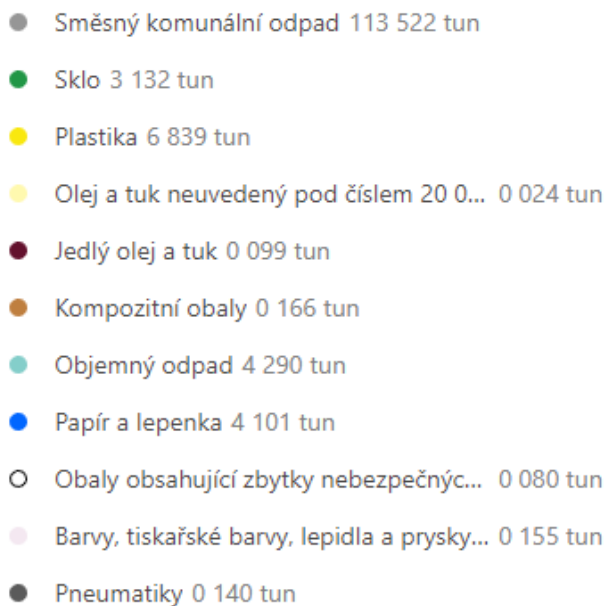 Směsný komunální odpad 113 522 tun
Sklo 3 132 tun
Plastika 6 839 tun
Olej a tuk neuvedený pod číslem 20 0... 0 024 tun
Jedlý olej a tuk 0 099 tun
Kompozitní obaly 0 166 tun
Objemný odpad 4 290 tun
Papír a lepenka 4 101 tun
Obaly obsahující zbytky nebezpečnýc... 0 080 tun
Barvy, tiskařské barvy, lepidla a prysky... 0 155 tun
Pneumatiky 0 140 tun